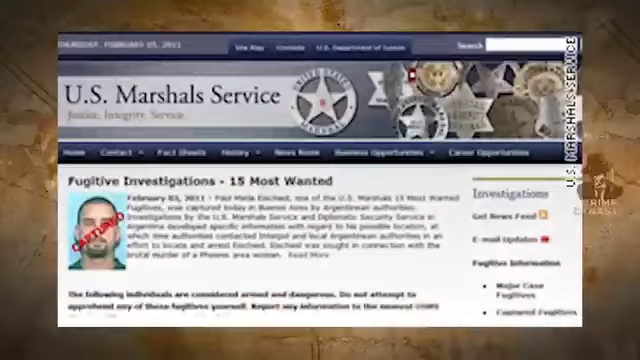 THURSDAY, FEBRUARY 03, 2011
Site Map Contacts U.S. Department of Justice Search
U.S. Marshals Service
Justice. Integrity. Service.
UNITED STATES
MARSHAL
Home Contact Fact Sheets History News Room Business Opportunities Career Opportunities
Fugitive Investigations - 15 Most Wanted
CAPTURED
February 03, 2011 - Paul Merle Eischeid, one of the U.S. Marshals 15 Most Wanted
Fugitives, was captured today in Buenos Aires by Argentinean authorities.
Investigations by the U.S. Marshals Service and Diplomatic Security Service in
Argentina developed specific information with regard to his possible location, at
which time authorities contacted Interpol and local Argentinean authorities in an
effort to locate and arrest Eischeid. Eischeid was sought in connection with the
brutal murder of a Phoenix area woman. Read More
The following individuals are considered armed and dangerous. Do not attempt to
apprehend any of these fugitives yourself. Report any information to the nearest USMS
Investigations
Get News Feed
E-mail Updates
Fugitive Information
Major Case
Fugitives
Captured Fugitives
U.S. MARSHALS SERVICE
CRIME
DYNASTY